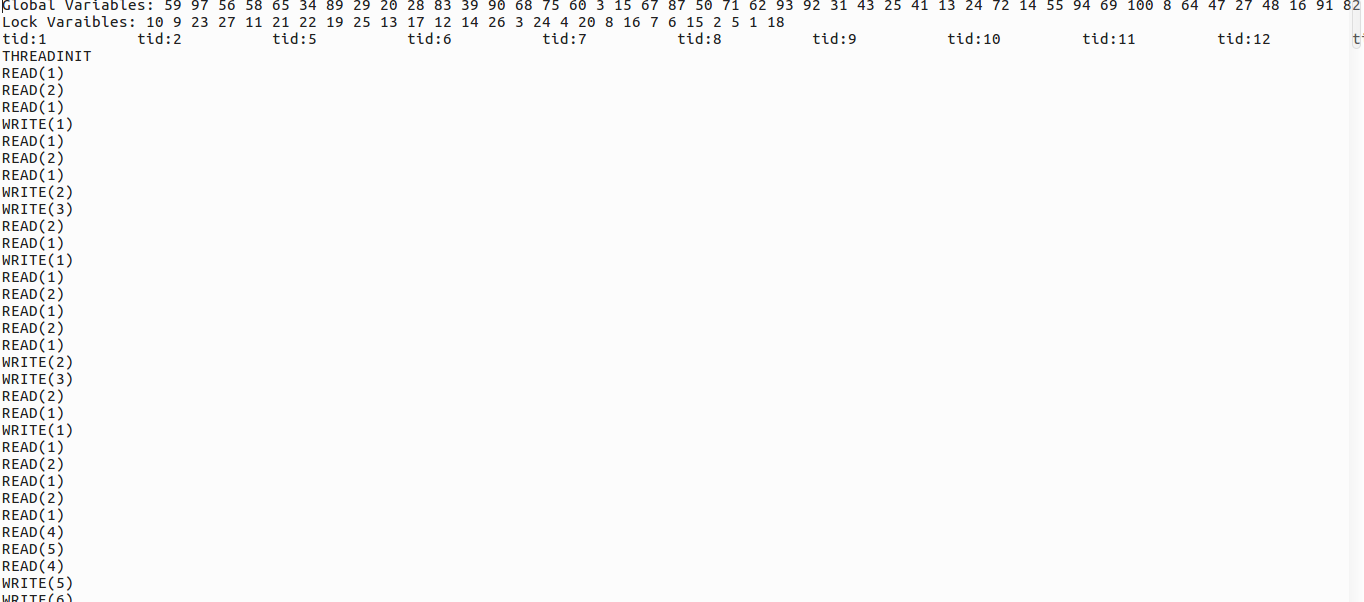 Global Variables: 59 97 56 58 65 34 89 29 20 28 83 39 90 68 75 60 3 15 67 87 50 71 62 93 92 31 43 25 41 13 24 72 14 55 94 69 100 8 64 47 27 48 16 91 82
Lock Varaibles: 10 9 23 27 11 21 22 19 25 13 17 12 14 26 3 24 4 20 8 16 7 6 15 2 5 1 18
tid:1 tid:2 tid:5 tid:6 tid:7 tid:8 tid:9 tid:10 tid:11 tid:12
THREADINIT
READ(1)
READ(2)
READ(1)
WRITE(1)
READ(1)
READ(2)
READ(1)
WRITE(2)
WRITE(3)
READ(2)
READ(1)
WRITE(1)
READ(1)
READ(2)
READ(1)
READ(2)
READ(1)
WRITE(2)
WRITE(3)
READ(2)
READ(1)
WRITE(1)
READ(1)
READ(2)
READ(1)
READ(2)
READ(1)
READ(4)
READ(5)
READ(4)
WRITE(5)
WRITE(6)